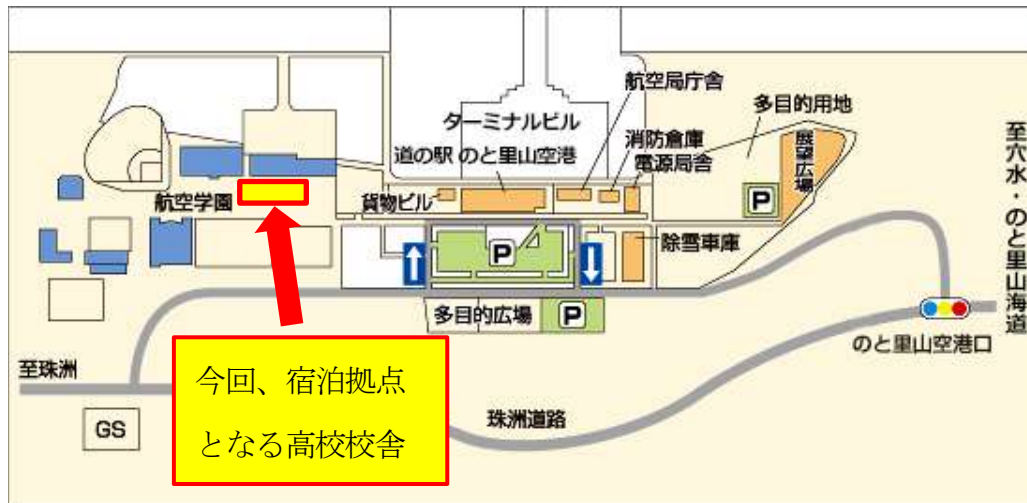 航空局庁舎
多目的用地
ターミナルビル
消防倉庫
道の駅 のと里山空港
電源局舎
展望広場
至穴水・のと里山海道
航空学園
貨物ビル
P
P
除雪車庫
多目的広場
P
のと里山空港口
至珠洲
今回、宿泊拠点
となる高校校舎
珠洲道路
GS